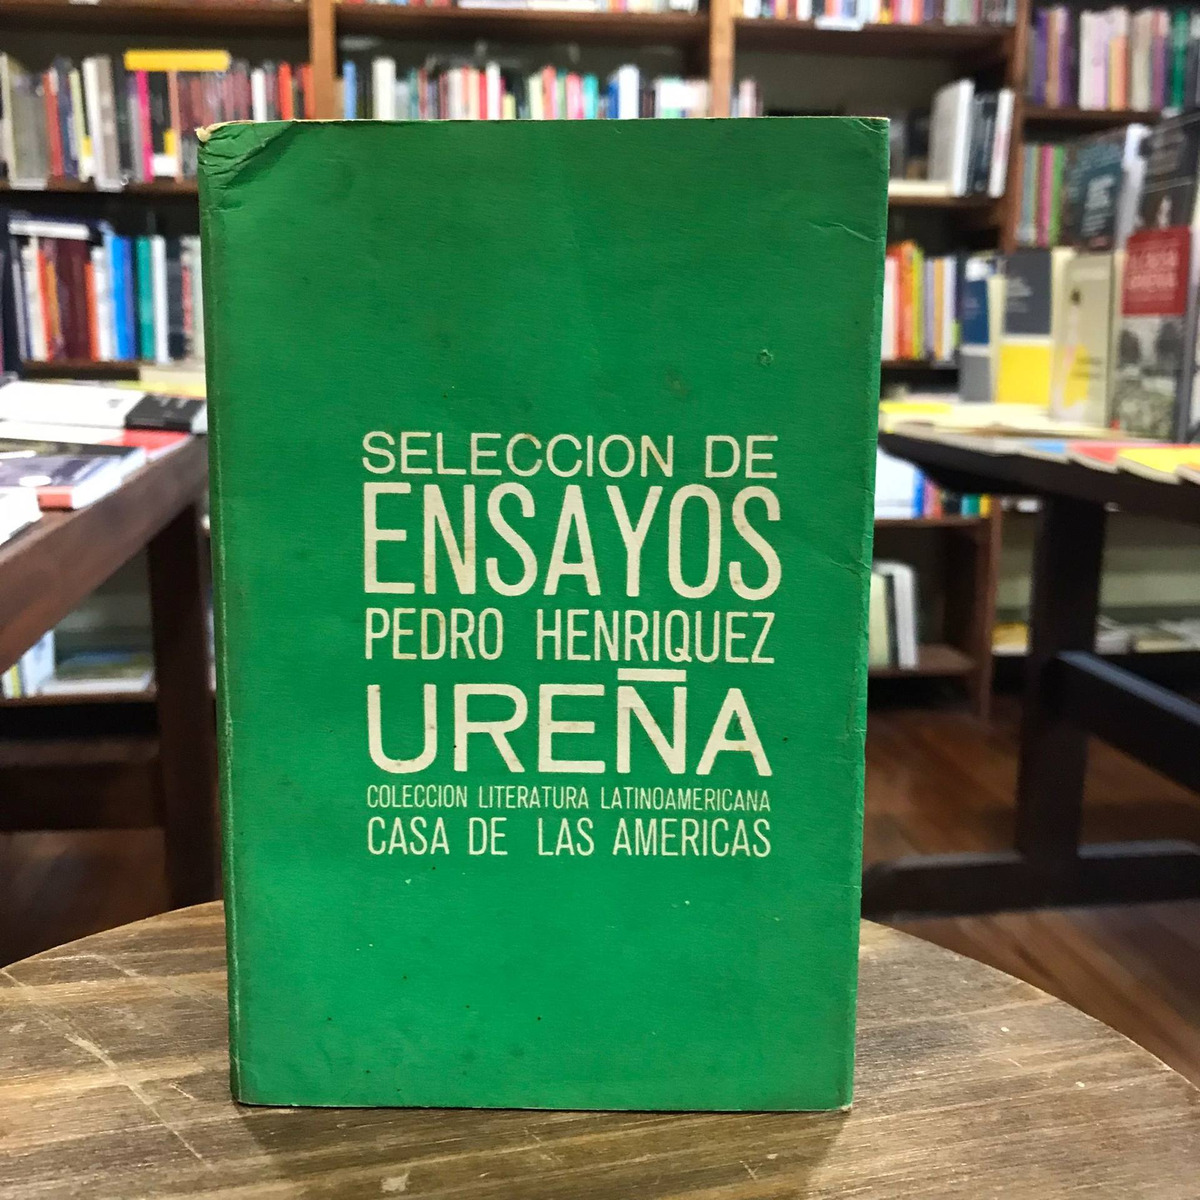 SELECCION DE
ENSAYOS
PEDRO HENRIQUEZ
UREÑA
COLECCION LITERATURA LATINOAMERICANA
CASA DE LAS AMERICAS